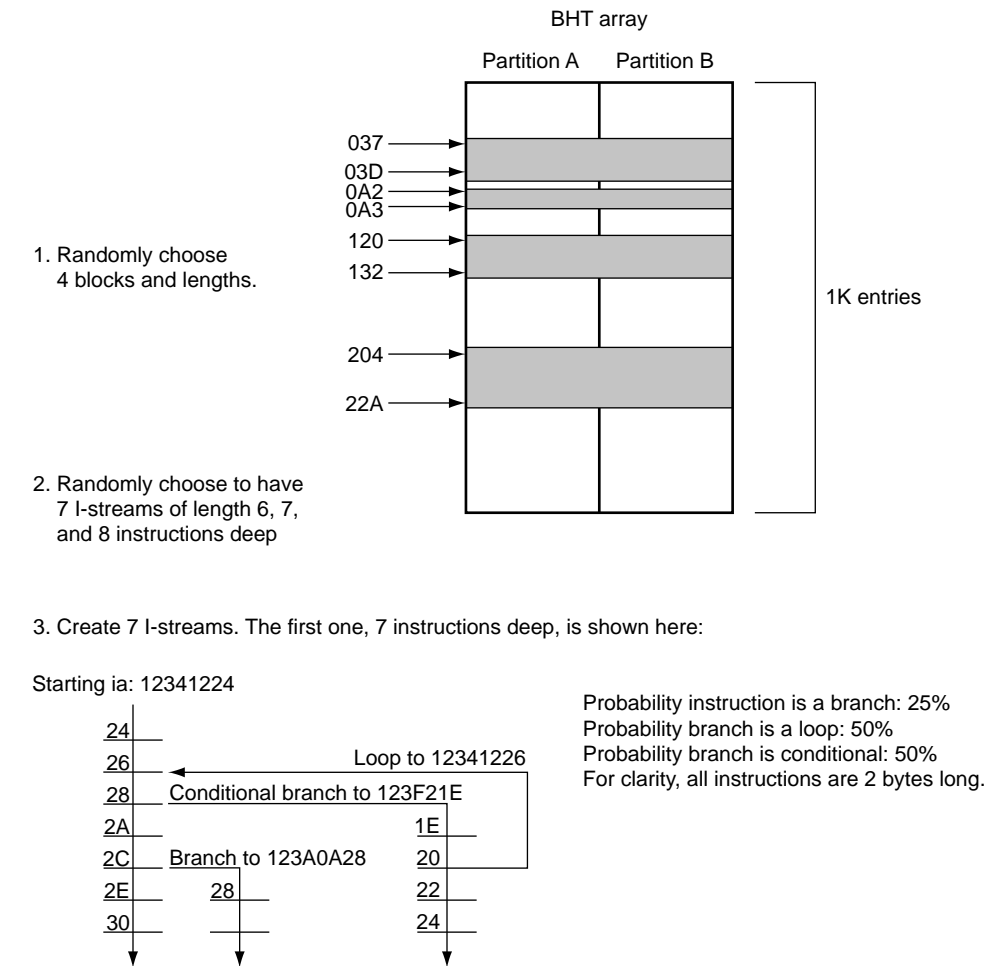 BHT array
Partition A Partition B
037
03D
0A2
0A3
120
132
204
22A
1K entries
1. Randomly choose
4 blocks and lengths.
2. Randomly choose to have
7 I-streams of length 6, 7,
and 8 instructions deep
3. Create 7 I-streams. The first one, 7 instructions deep, is shown here:
Starting ia: 12341224
24
26
28
2A
2C
2E
30
Loop to 12341226
Conditional branch to 123F21E
Branch to 123A0A28
28
1E
20
22
24
Probability instruction is a branch: 25%
Probability branch is a loop: 50%
Probability branch is conditional: 50%
For clarity, all instructions are 2 bytes long.